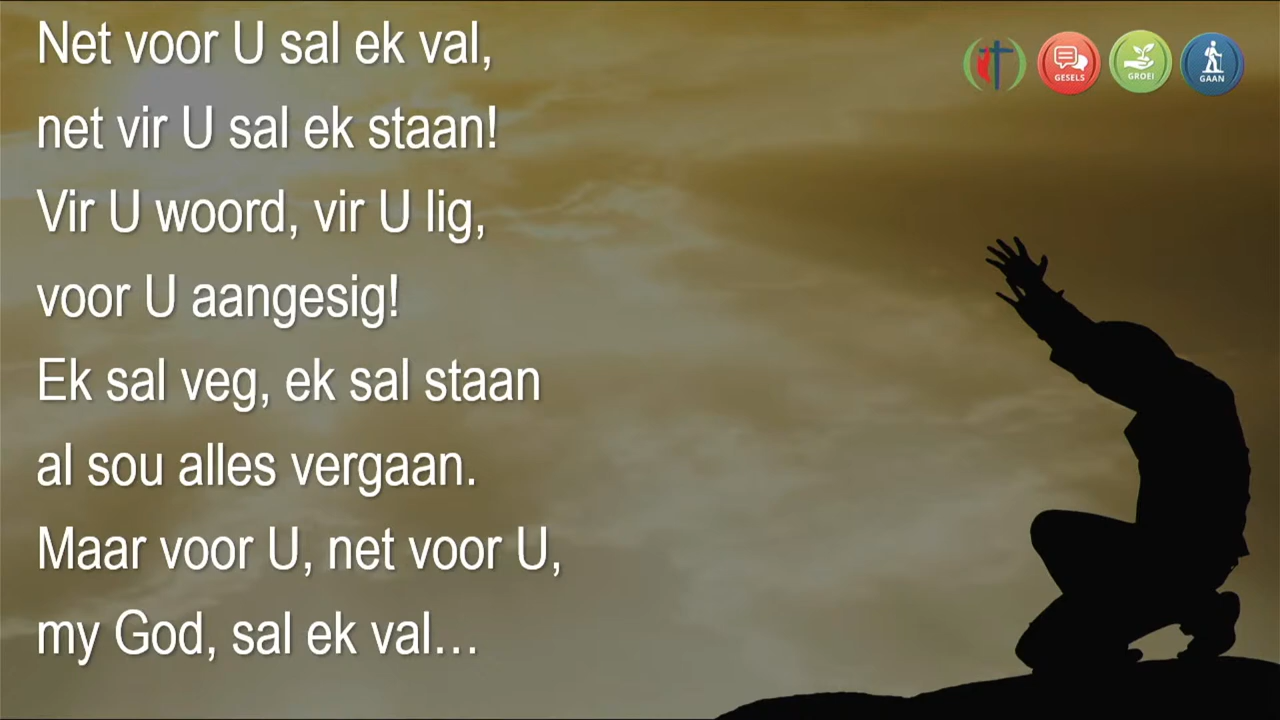 Net voor U sal ek val,
net vir U sal ek staan!
Vir U woord, vir U lig,
voor U aangesig!
Ek sal veg, ek sal staan
al sou alles vergaan.
Maar voor U, net voor U,
my God, sal ek val…
GESELS
GROEI
GAAN